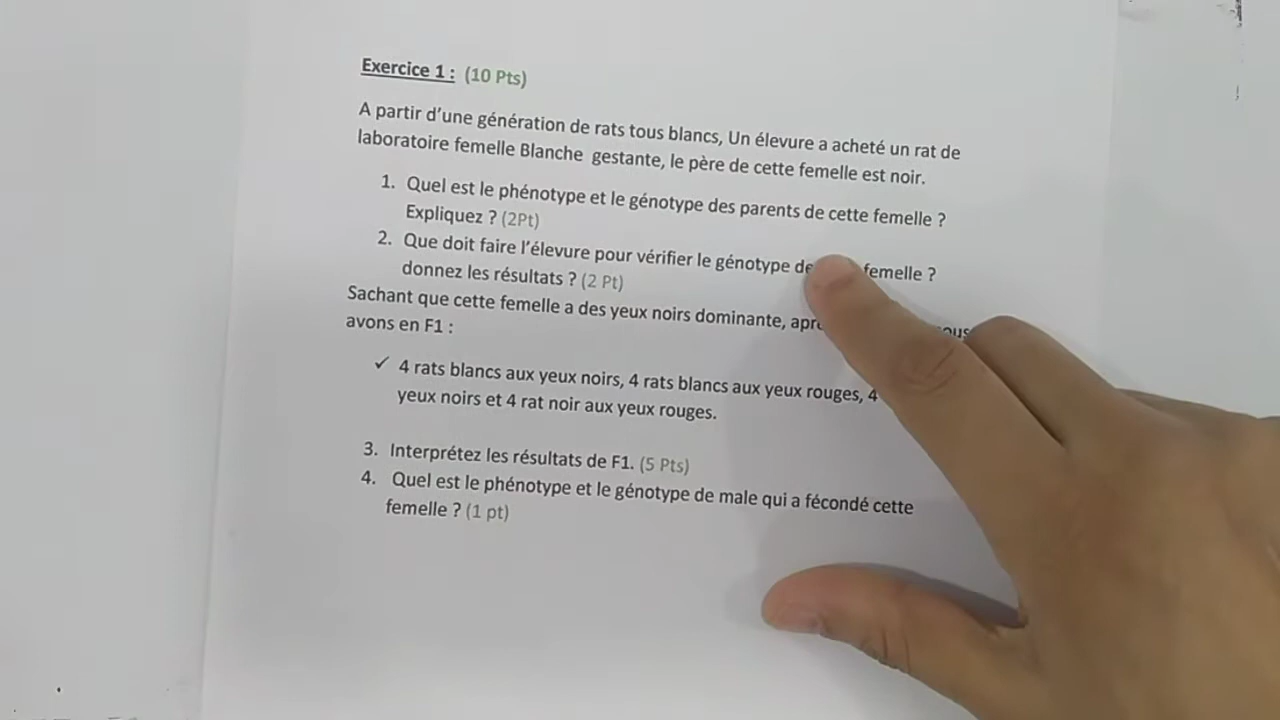 Exercice 1 : (10 Pts)
A partir d'une génération de rats tous blancs, Un élevure a acheté un rat de
laboratoire femelle Blanche gestante, le père de cette femelle est noir.
1. Quel est le phénotype et le génotype des parents de cette femelle ?
Expliquez ? (2Pt)
2. Que doit faire l'élevure pour vérifier le génotype de femelle ?
donnez les résultats ? (2 Pt)
Sachant que cette femelle a des yeux noirs dominante,
avons en F1 :
✓ 4 rats blancs aux yeux noirs, 4 rats blancs aux yeux rouges, 4
yeux noirs et 4 rat noir aux yeux rouges.
3. Interprétez les résultats de F1. (5 Pts)
4. Quel est le phénotype et le génotype de male qui a fécondé cette
femelle ? (1 pt)